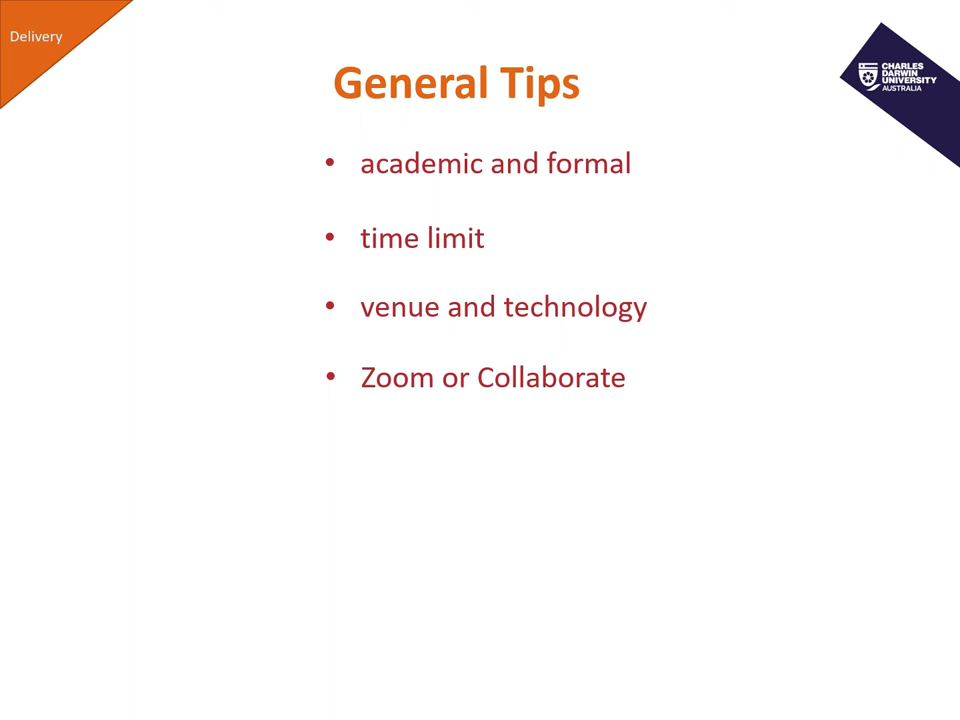 Delivery
CHARLES
DARWIN
UNIVERSITY
AUSTRALIA
General Tips
• academic and formal
• time limit
• venue and technology
• Zoom or Collaborate